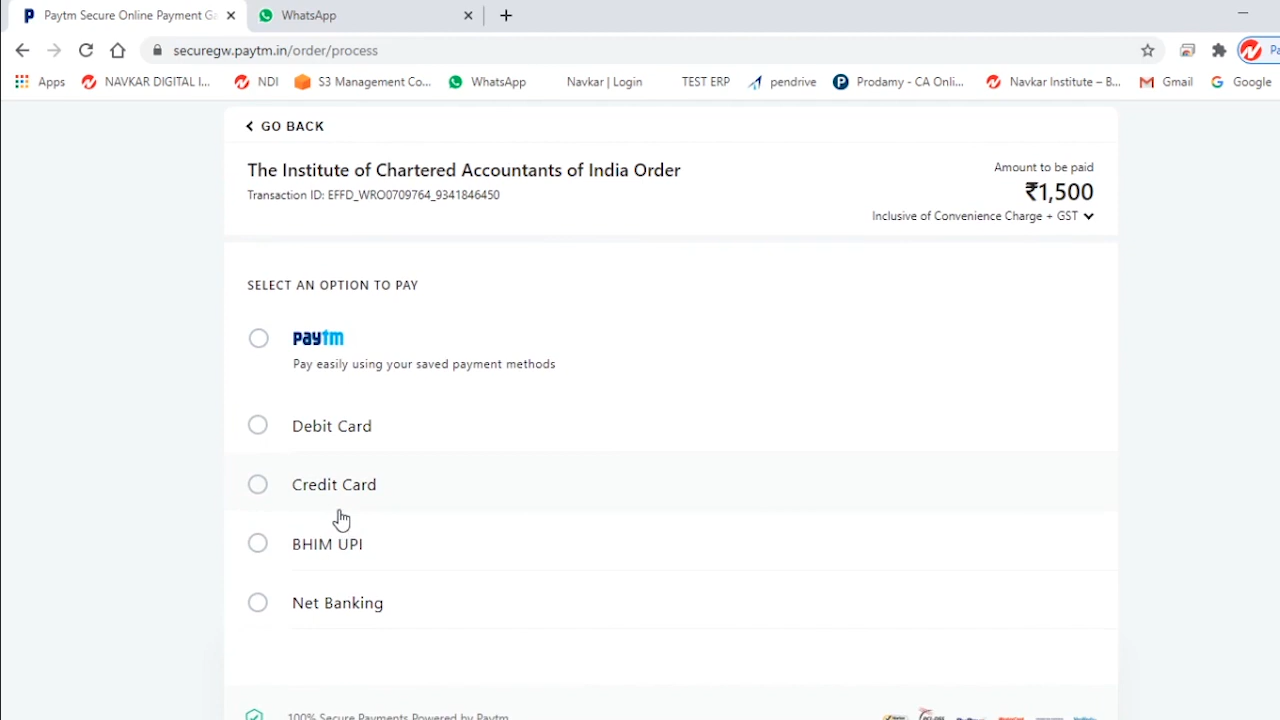 Paytm Secure Online Payment Ga
WhatsApp
securegw.paytm.in/order/process
Pa
Apps
NAVKAR DIGITAL I...
NDI
S3 Management Co...
WhatsApp
Navkar | Login
TEST ERP
pendrive
Prodamy - CA Onli...
Navkar Institute – B...
Gmail
Google
GO BACK
The Institute of Chartered Accountants of India Order
Transaction ID: EFFD_WRO0709764_9341846450
Amount to be paid
₹1,500
Inclusive of Convenience Charge + GST
SELECT AN OPTION TO PAY
paytm
Pay easily using your saved payment methods
Debit Card
Credit Card
BHIM UPI
Net Banking
100% Secure Payments Powered by Paytm